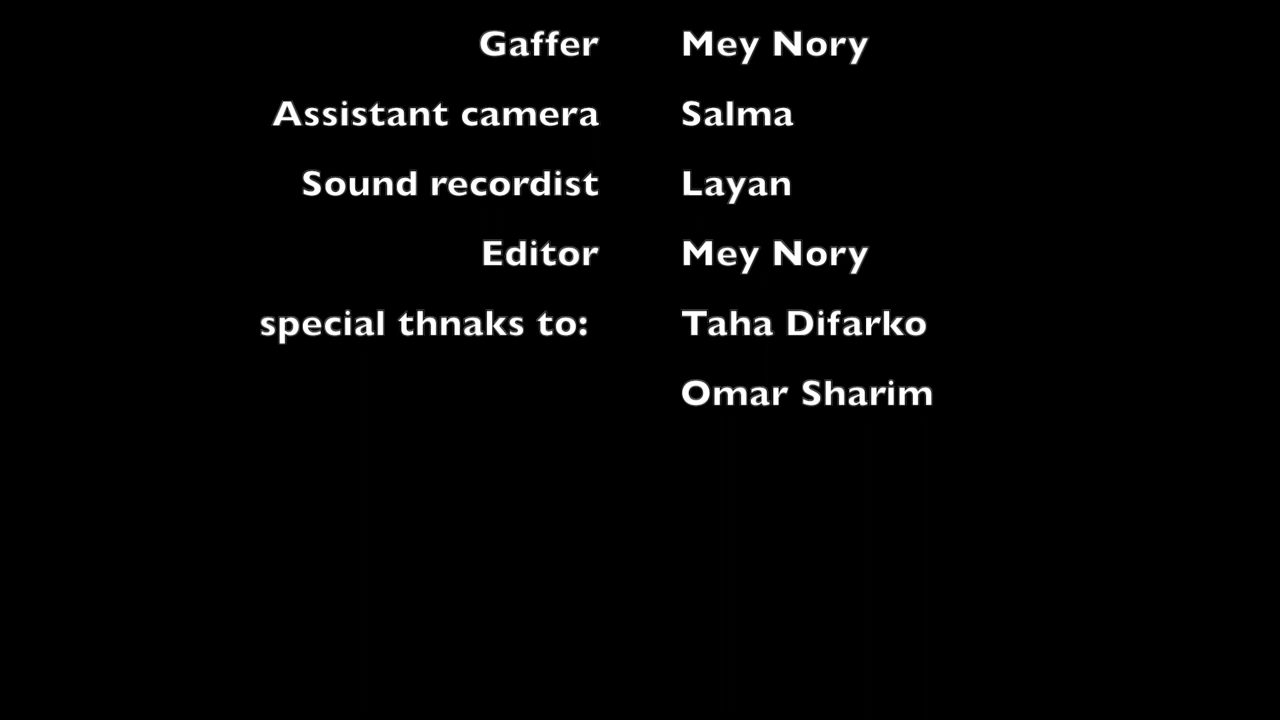 Gaffer Mey Nory
Assistant camera Salma
Sound recordist Layan
Editor Mey Nory
special thnaks to: Taha Difarko
Omar Sharim